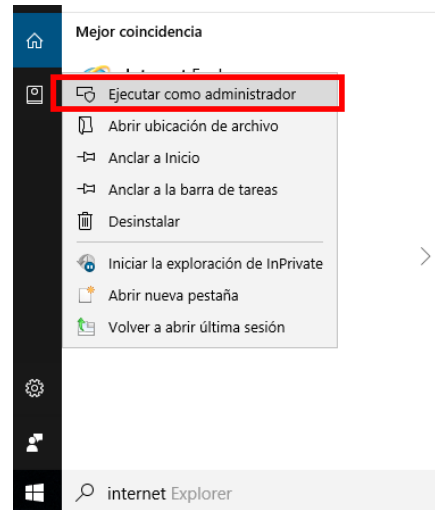 Mejor coincidencia
Ejecutar como administrador
Abrir ubicación de archivo
Anclar a Inicio
Anclar a la barra de tareas
Desinstalar
Iniciar la exploración de InPrivate
Abrir nueva pestaña
Volver a abrir última sesión
internet Explorer